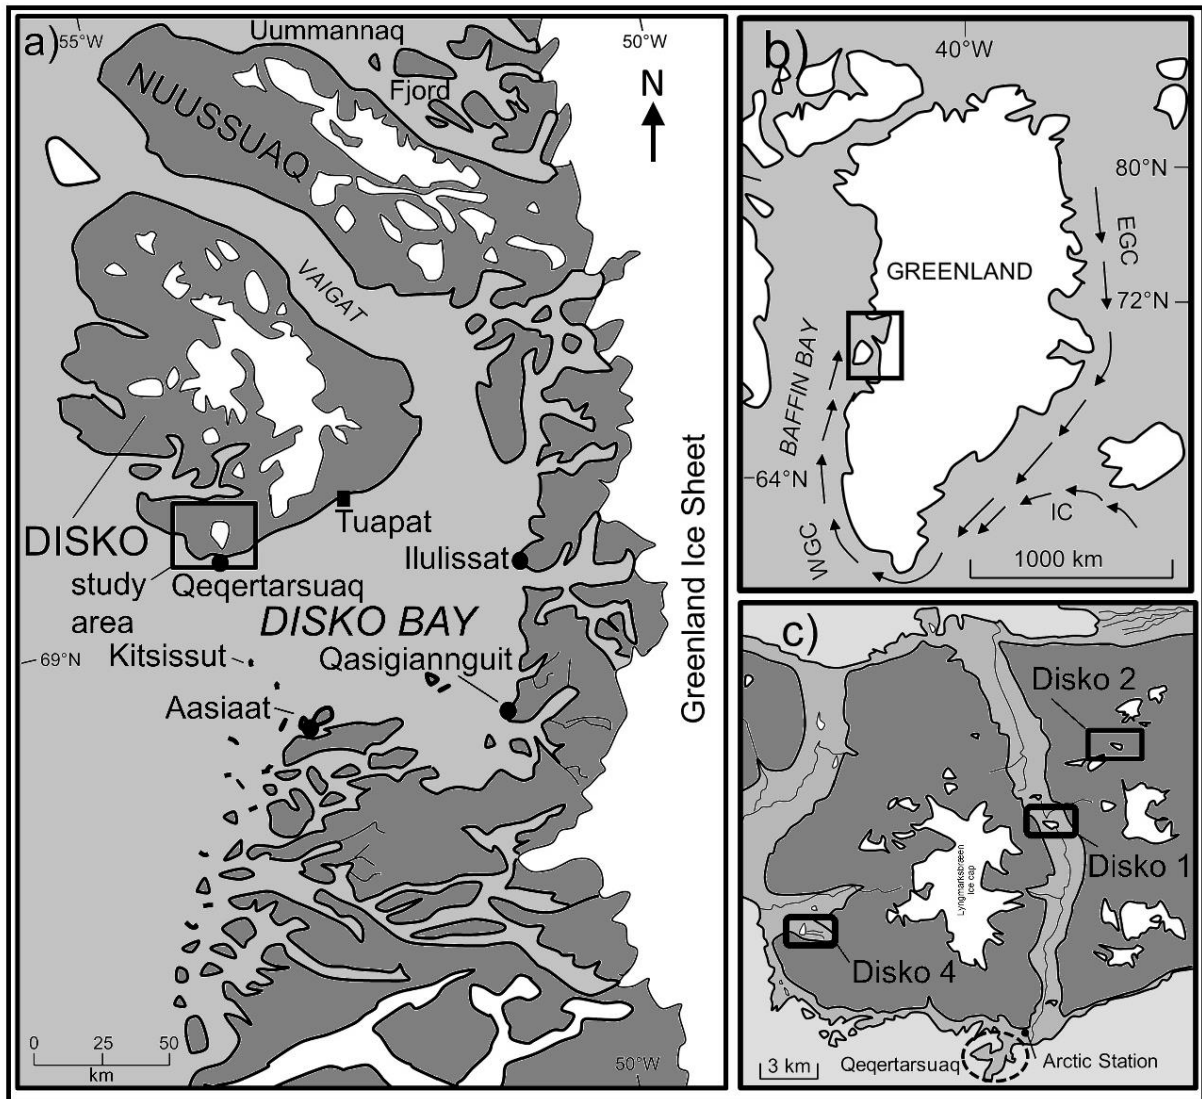 a)
55°W
Uummannaq
Fjord
50°W
N
NUUSSUAQ
VAIGAT
DISKO
study
area
Qeqertarsuaq
Tuapat
Ilulissat
DISKO BAY
69°N
Kitsissut
Qasigiannguit
Aasiaat
Greenland Ice Sheet
0 25 50
km
50°W
b)
40°W
80°N
EGC
GREENLAND
72°N
BAFFIN BAY
64°N
WGC
IC
1000 km
c)
Disko 2
Disko 1
Lyngmarksbræen
Ice cap
Disko 4
3 km
Qeqertarsuaq
Arctic Station